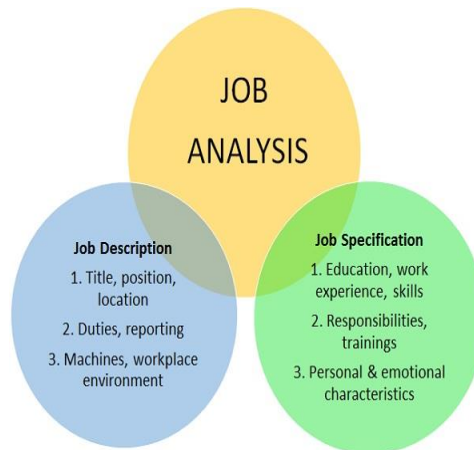 JOB
ANALYSIS
Job Description
1. Title, position,
location
2. Duties, reporting
3. Machines, workplace
environment
Job Specification
1. Education, work
experience, skills
2. Responsibilities,
trainings
3. Personal & emotional
characteristics